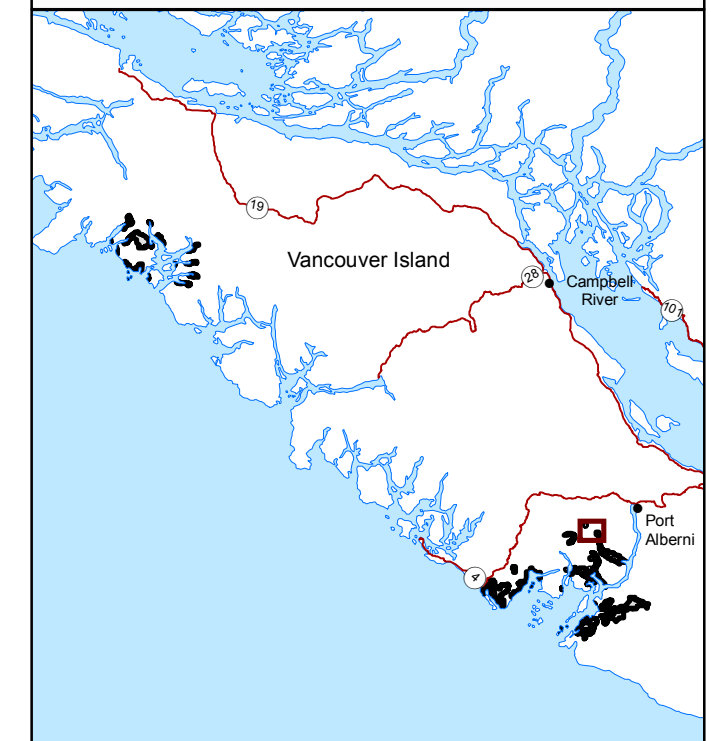 19
Vancouver Island
28
Campbell
River
101
Port
Alberni
4